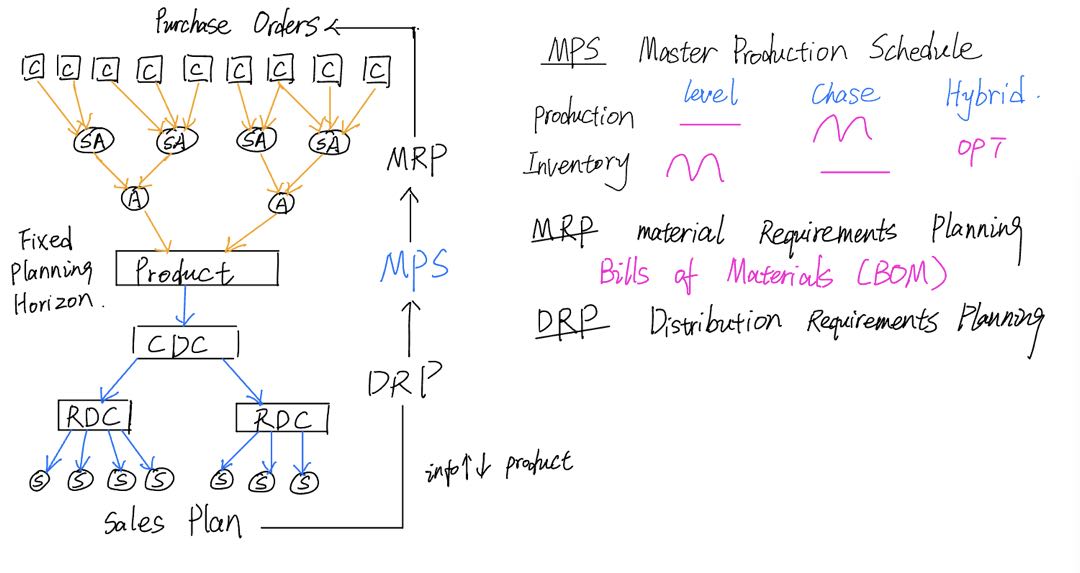 Purchase Orders
C C C C C C C C C
SA SA SA SA
A A
Fixed
Planning
Horizon.
Product
CDC
RDC RDC
S S S S S S S
Sales Plan
MRP
MPS
DRP
info↑↓ product
MPS Master Production Schedule
level Chase Hybrid.
Production
Inventory
OPT
MRP material Requirements Planning
Bills of Materials (BOM)
DRP Distribution Requirements Planning